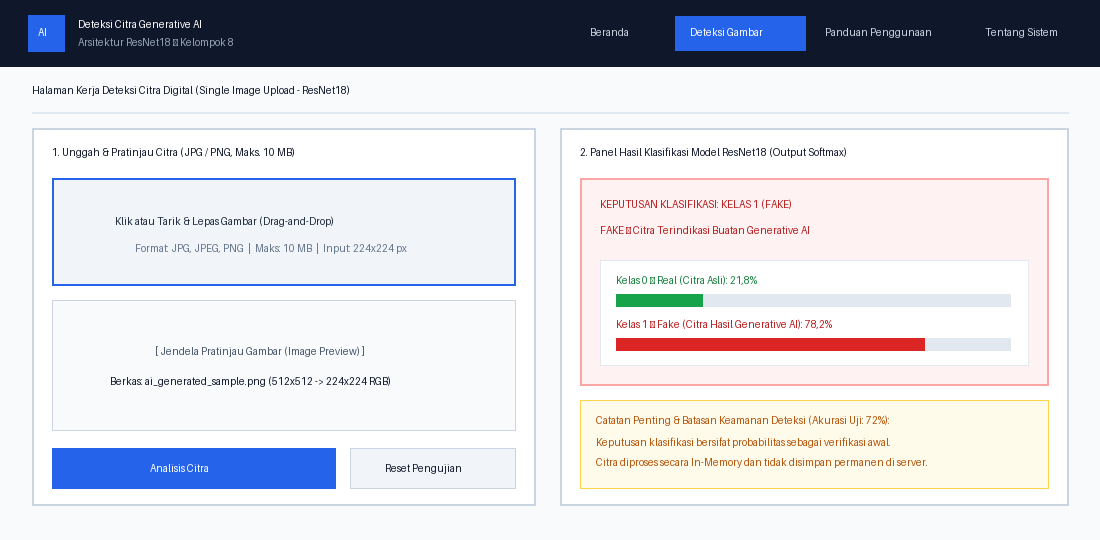 AI
Deteksi Citra Generative AI
Arsitektur ResNet18 □ Kelompok 8
Beranda
Deteksi Gambar
Panduan Penggunaan
Tentang Sistem
Halaman Kerja Deteksi Citra Digital (Single Image Upload - ResNet18)
1. Unggah & Pratinjau Citra (JPG / PNG, Maks. 10 MB)
Klik atau Tarik & Lepas Gambar (Drag-and-Drop)
Format: JPG, JPEG, PNG | Maks: 10 MB | Input: 224x224 px
[ Jendela Pratinjau Gambar (Image Preview) ]
Berkas: ai_generated_sample.png (512x512 -> 224x224 RGB)
Analisis Citra
Reset Pengujian
2. Panel Hasil Klasifikasi Model ResNet18 (Output Softmax)
KEPUTUSAN KLASIFIKASI: KELAS 1 (FAKE)
FAKE □ Citra Terindikasi Buatan Generative AI
Kelas 0 □ Real (Citra Asli): 21,8%
Kelas 1 □ Fake (Citra Hasil Generative AI): 78,2%
Catatan Penting & Batasan Keamanan Deteksi (Akurasi Uji: 72%):
Keputusan klasifikasi bersifat probabilitas sebagai verifikasi awal.
Citra diproses secara In-Memory dan tidak disimpan permanen di server.